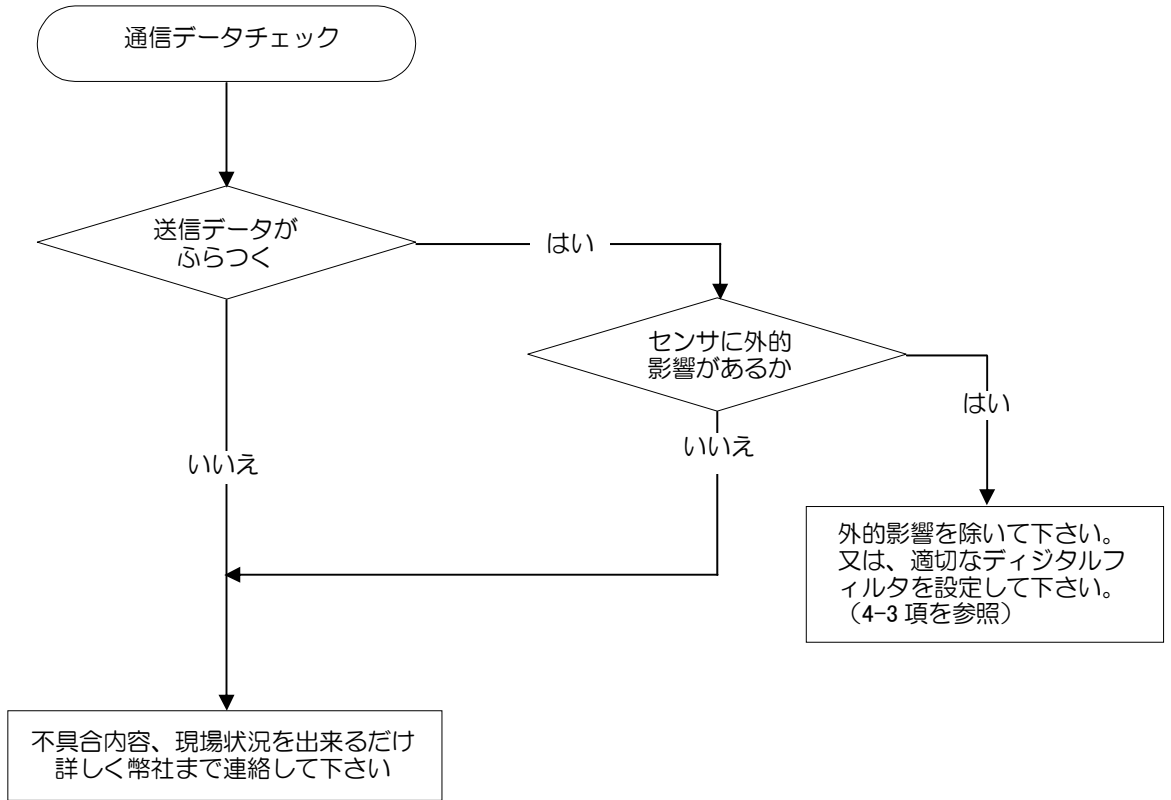 通信データチェック
送信データが
ふらつく
はい
センサに外的
影響があるか
はい
いいえ
いいえ
外的影響を除いて下さい。
又は、適切なディジタルフ
ィルタを設定して下さい。
（4-3 項を参照）
不具合内容、現場状況を出来るだけ
詳しく幣社まで連絡して下さい